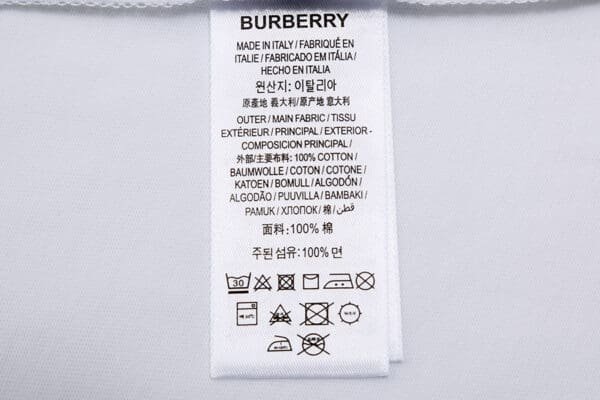 BURBERRY
MADE IN ITALY / FABRIQUÉ EN
ITALIE / FABRICADO EM ITÁLIA /
HECHO EN ITALIA
원산지: 이탈리아
原產地 義大利/原产地 意大利
OUTER / MAIN FABRIC / TISSU
EXTÉRIEUR / PRINCIPAL / EXTERIOR -
COMPOSICION PRINCIPAL /
外部/主要布料: 100% COTTON /
BAUMWOLLE / COTON / COTONE /
KATOEN / BOMULL / ALGODÓN /
ALGODÃO / PUUVILLA / BAMBAKI /
PAMUK / ХЛОПОК / 棉 / قطن
面料:100% 棉
주된 섬유:100% 면
30